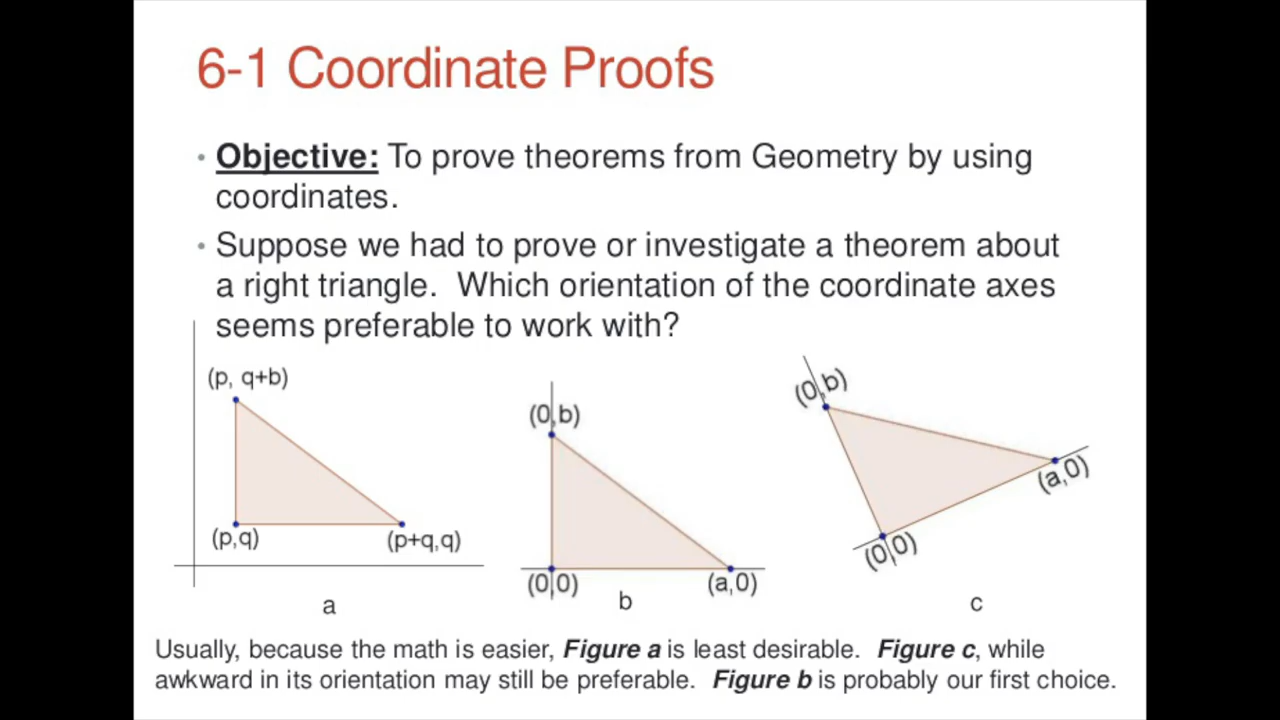 6-1 Coordinate Proofs
• Objective: To prove theorems from Geometry by using
coordinates.
• Suppose we had to prove or investigate a theorem about
a right triangle.  Which orientation of the coordinate axes
seems preferable to work with?
(p, q+b)
(p,q)
(p+q,q)
a
(0,b)
(0,0)
(a,0)
b
(0,b)
(a,0)
(0,0)
c
Usually, because the math is easier, Figure a is least desirable.  Figure c, while
awkward in its orientation may still be preferable.  Figure b is probably our first choice.